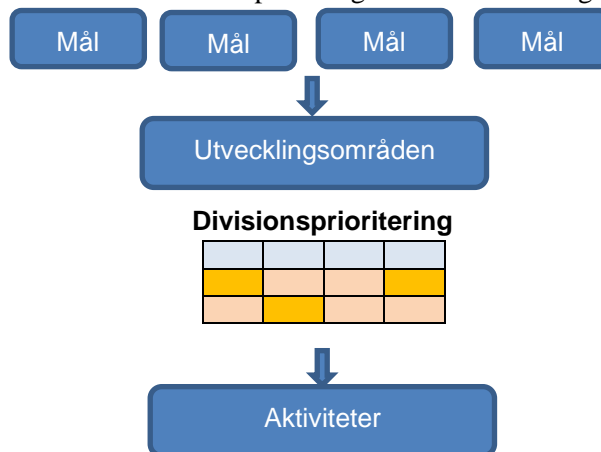 Mål Mål Mål Mål
Utvecklingsområden
Divisionsprioritering
Aktiviteter